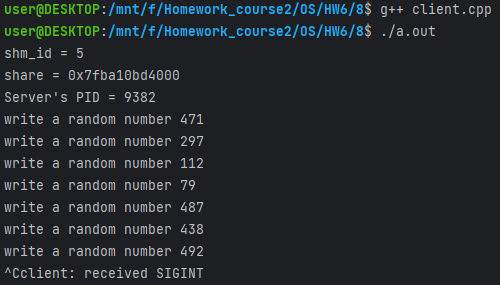 user@DESKTOP:/mnt/f/Homework_course2/OS/HW6/8$ g++ client.cpp
user@DESKTOP:/mnt/f/Homework_course2/OS/HW6/8$ ./a.out
shm_id = 5
share = 0x7fba10bd4000
Server's PID = 9382
write a random number 471
write a random number 297
write a random number 112
write a random number 79
write a random number 487
write a random number 438
write a random number 492
^Cclient: received SIGINT